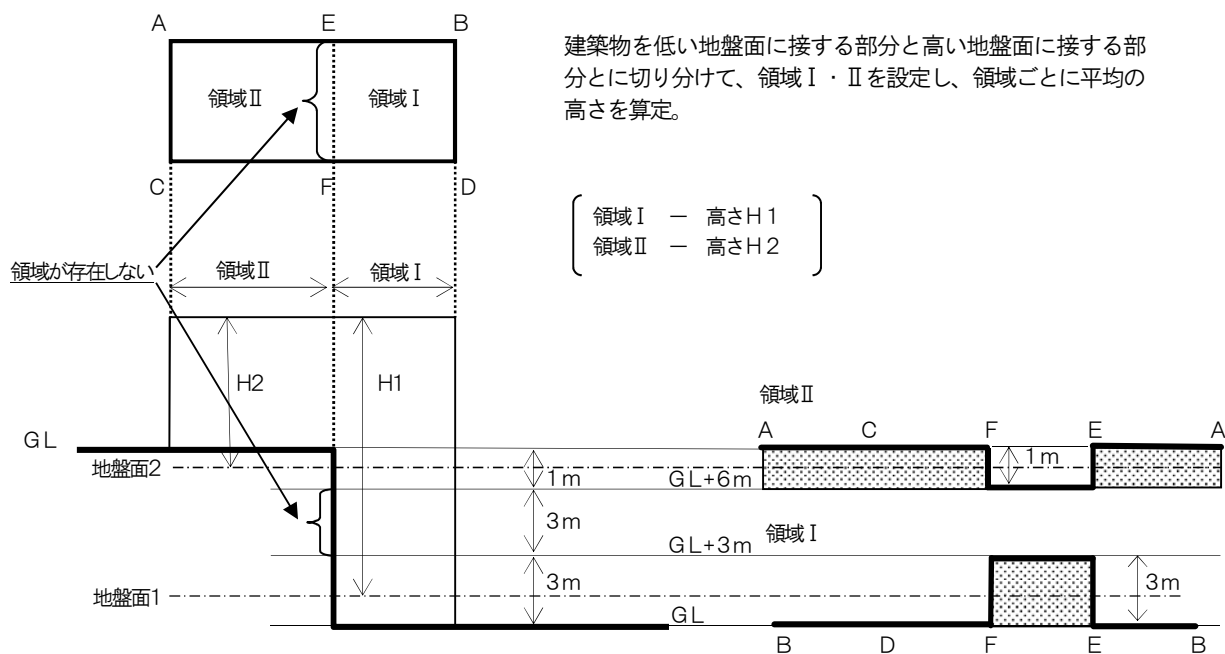 A E B
建築物を低い地盤面に接する部分と高い地盤面に接する部
分とに切り分けて、領域Ⅰ・Ⅱを設定し、領域ごとに平均の
高さを算定。
領域Ⅱ 領域Ⅰ
C F D
領域Ⅰ － 高さH1
領域Ⅱ － 高さH2
領域が存在しない
領域Ⅱ 領域Ⅰ
H2 H1
領域Ⅱ
GL
A C F E A
地盤面2
1m
GL+6m
1m
3m
領域Ⅰ
GL+3m
地盤面1
3m
3m
GL
B D F E B